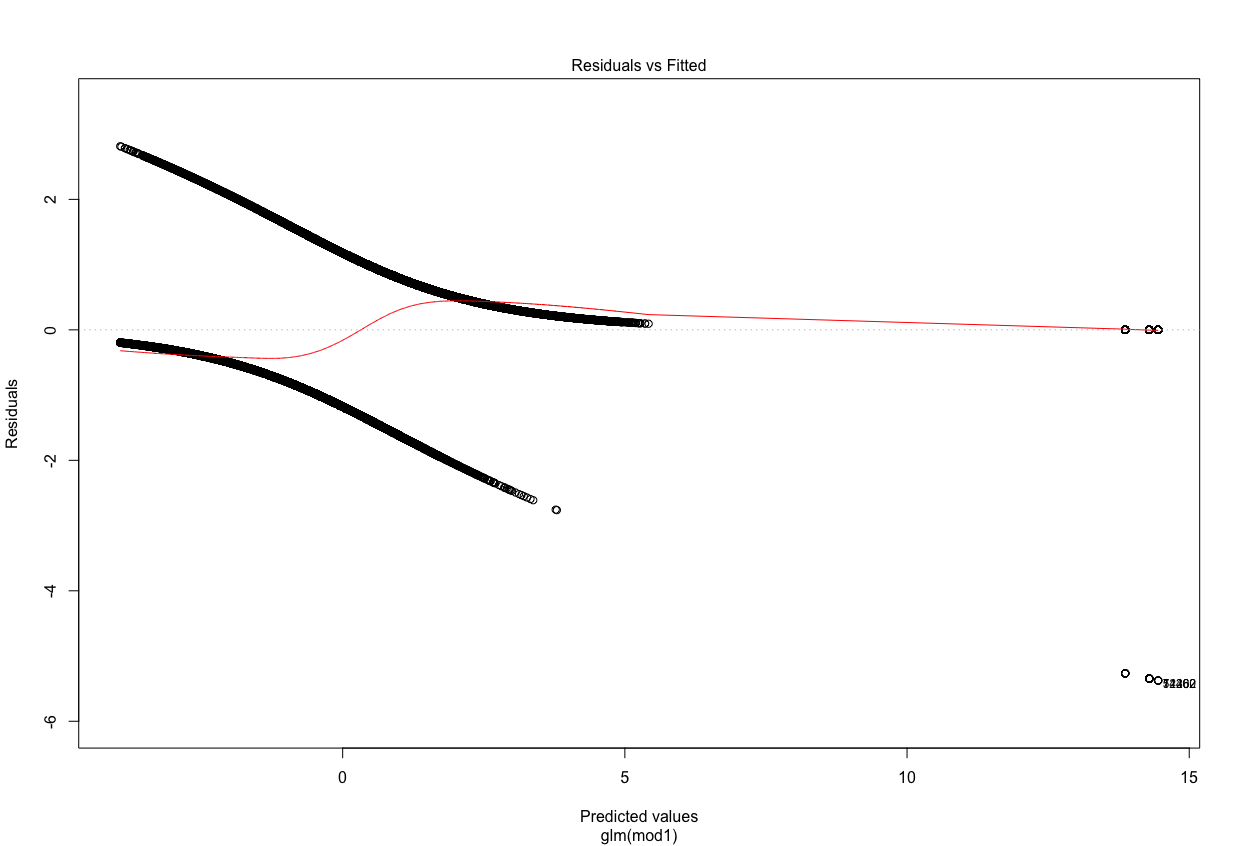 Residuals vs Fitted
2
0
-2
-4
-6
Residuals
0 5 10 15
Predicted values
glm(mod1)